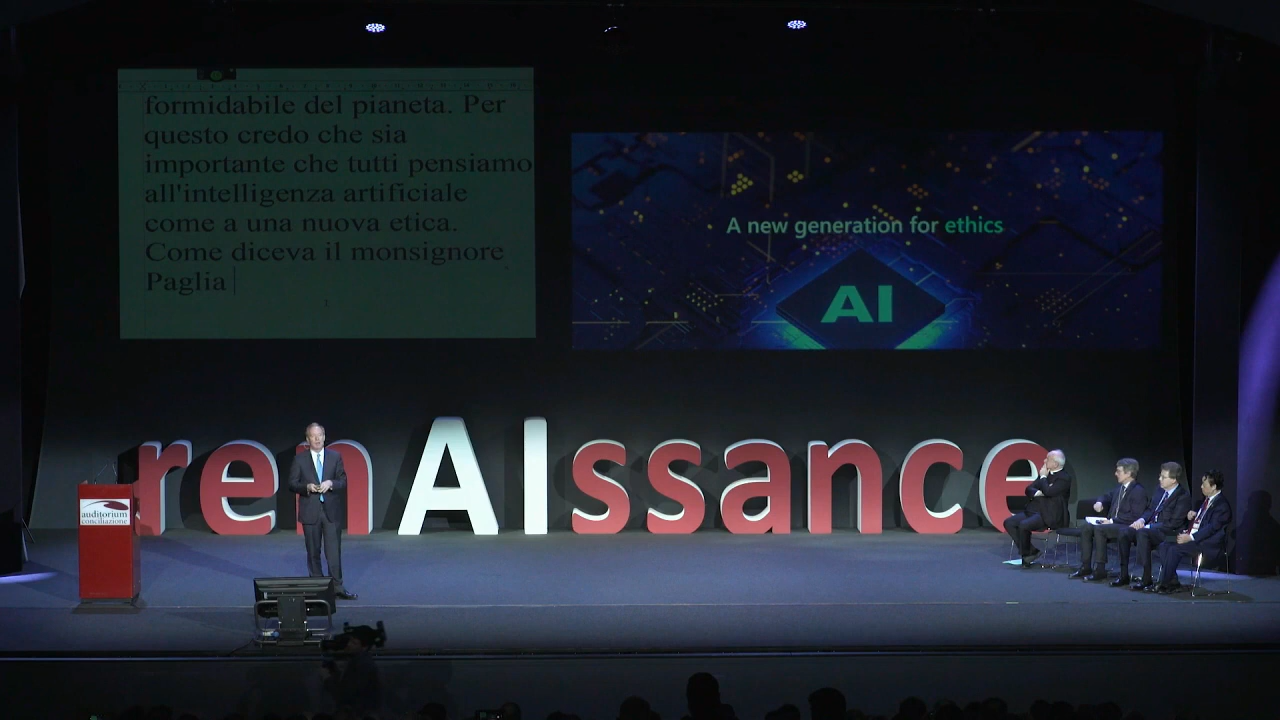 formidabile del pianeta. Per
questo credo che sia
importante che tutti pensiamo
all'intelligenza artificiale
come a una nuova etica.
Come diceva il monsignore
Paglia
A new generation for ethics
AI
renAIssance
auditorium
conciliazione